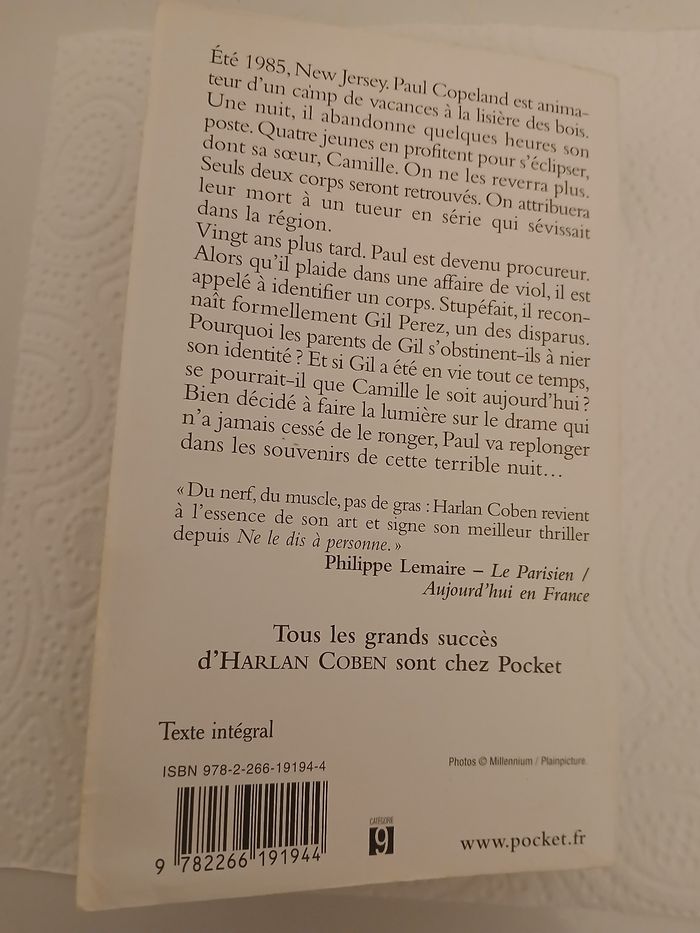 Été 1985, New Jersey. Paul Copeland est anima-
teur d'un camp de vacances à la lisière des bois.
Une nuit, il abandonne quelques heures son
poste. Quatre jeunes en profitent pour s'éclipser,
dont sa sœur, Camille. On ne les reverra plus.
Seuls deux corps seront retrouvés. On attribuera
leur mort à un tueur en série qui sévissait
dans la région.
Vingt ans plus tard. Paul est devenu procureur.
Alors qu'il plaide dans une affaire de viol, il est
appelé à identifier un corps. Stupéfait, il recon-
naît formellement Gil Perez, un des disparus.
Pourquoi les parents de Gil s'obstinent-ils à nier
son identité ? Et si Gil a été en vie tout ce temps,
se pourrait-il que Camille le soit aujourd'hui ?
Bien décidé à faire la lumière sur le drame qui
n'a jamais cessé de le ronger, Paul va replonger
dans les souvenirs de cette terrible nuit…
« Du nerf, du muscle, pas de gras : Harlan Coben revient
à l'essence de son art et signe son meilleur thriller
depuis Ne le dis à personne. »
Philippe Lemaire – Le Parisien /
Aujourd'hui en France
Tous les grands succès
d'HARLAN COBEN sont chez Pocket
Texte intégral
Photos © Millennium / Plainpicture.
ISBN 978-2-266-19194-4
CATÉGORIE
9
www.pocket.fr
9 782266 191944